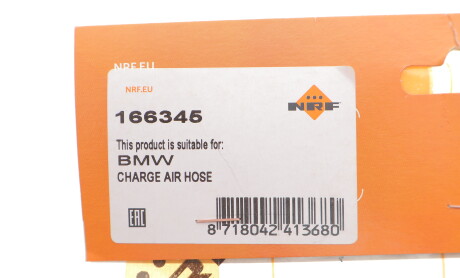 NRF.EU
NRF.EU
NRF
166345
This product is suitable for:
BMW
CHARGE AIR HOSE
EAC
8 718042 413680